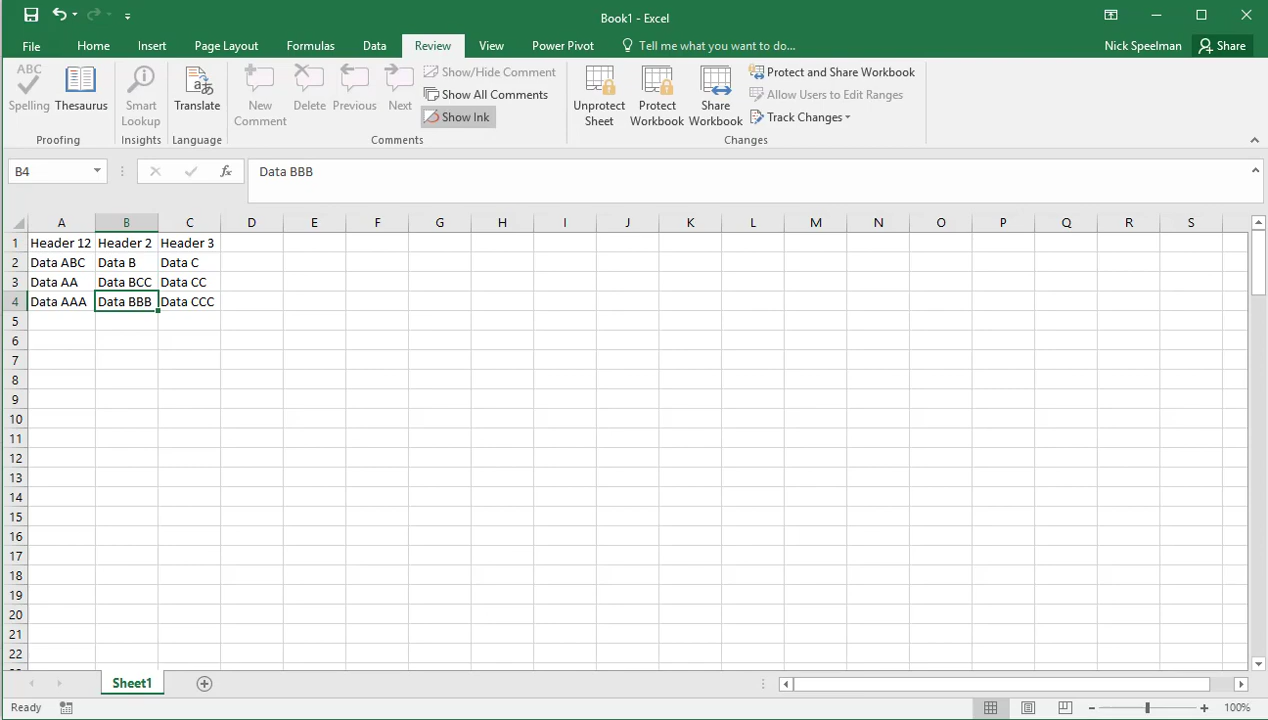 Book1 - Excel
File Home Insert Page Layout Formulas Data Review View Power Pivot Tell me what you want to do... Nick Speelman Share
ABC
Spelling Thesaurus Smart Lookup Translate New Comment Delete Previous Next
Show/Hide Comment
Show All Comments
Show Ink
Unprotect Sheet Protect Workbook Share Workbook
Protect and Share Workbook
Allow Users to Edit Ranges
Track Changes
Proofing Insights Language Comments Changes
B4 fx Data BBB
A B C D E F G H I J K L M N O P Q R S
1 Header 12 Header 2 Header 3
2 Data ABC Data B Data C
3 Data AA Data BCC Data CC
4 Data AAA Data BBB Data CCC
5
6
7
8
9
10
11
12
13
14
15
16
17
18
19
20
21
22
Sheet1
Ready 100%